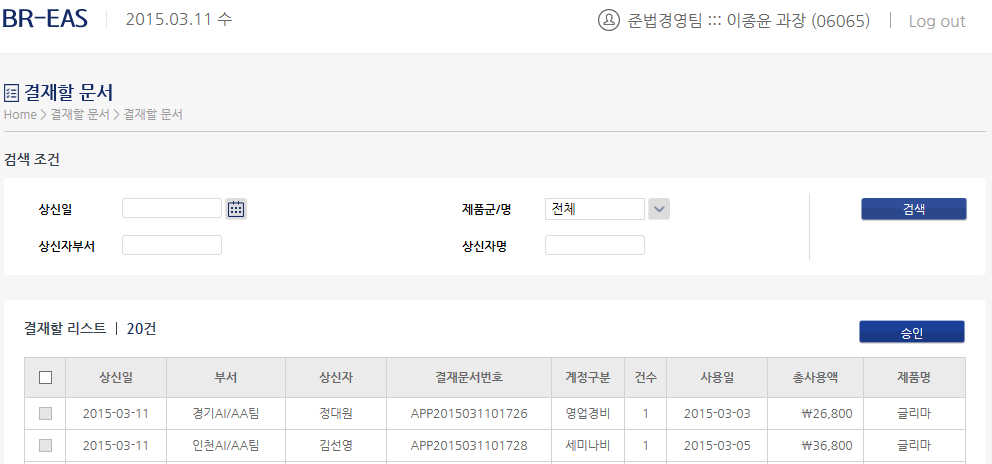 BR-EAS 2015.03.11 수 준법경영팀 ::: 이종윤 과장 (06065) Log out
결재할 문서
Home > 결재할 문서 > 결재할 문서
검색 조건
상신일 제품군/명 전체 검색
상신자부서 상신자명
결재할 리스트 | 20건 승인
상신일 부서 상신자 결재문서번호 계정구분 건수 사용일 총사용액 제품명
2015-03-11 경기AI/AA팀 정대원 APP2015031101726 영업경비 1 2015-03-03 ₩26,800 글리마
2015-03-11 인천AI/AA팀 김선영 APP2015031101728 세미나비 1 2015-03-05 ₩36,800 글리마